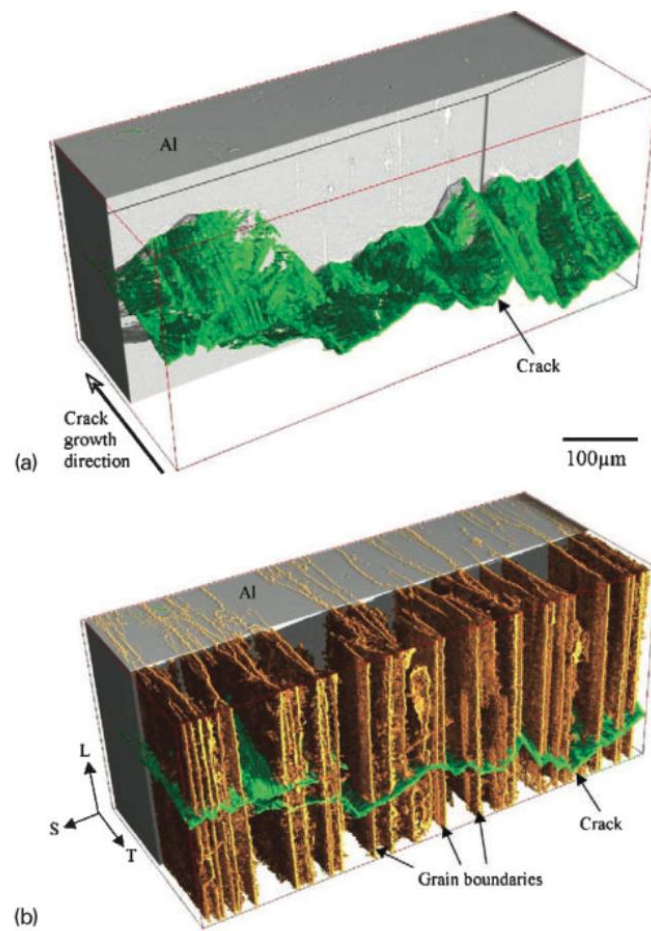 Al
Crack
Crack
growth
direction
(a)
100μm
Al
L
S
T
Crack
Grain boundaries
(b)